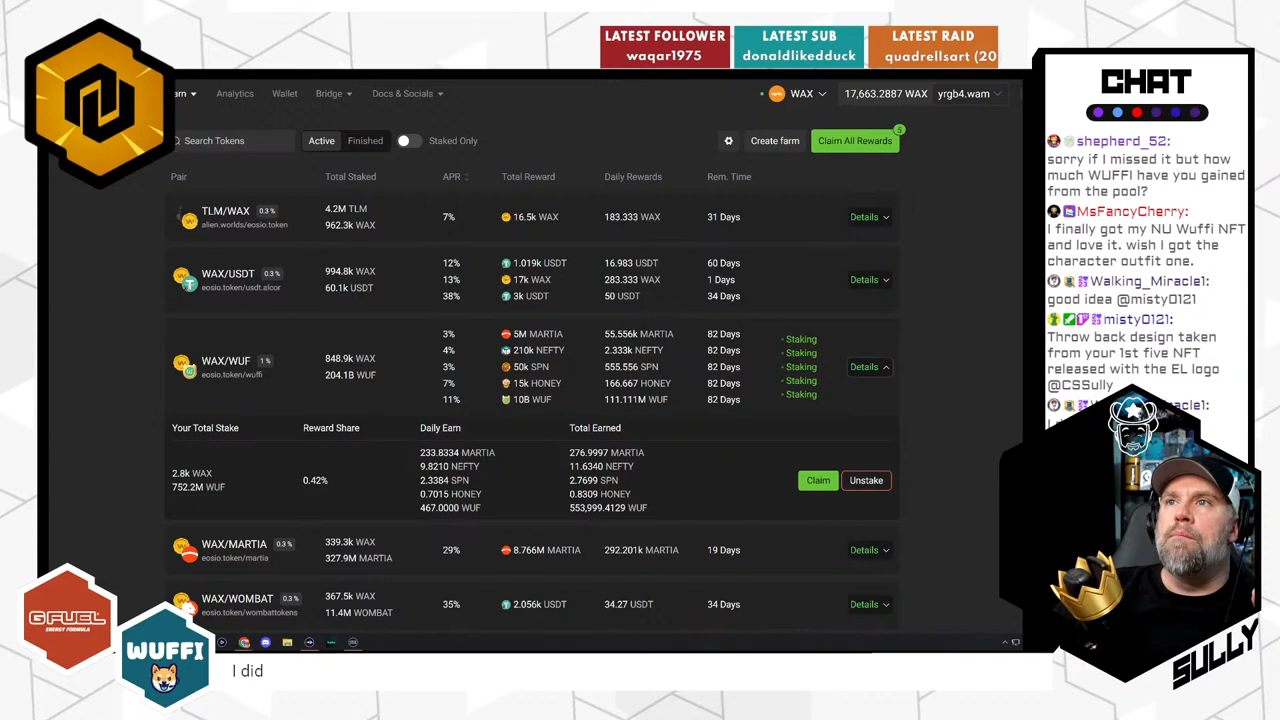 LATEST FOLLOWER
waqar1975
LATEST SUB
donaldlikedduck
LATEST RAID
quadrellsart (20
arn
Analytics
Wallet
Bridge
Docs & Socials
WAX
17,663.2887 WAX
yrgb4.wam
Search Tokens
Active
Finished
Staked Only
Create farm
Claim All Rewards
5
Pair
Total Staked
APR
Total Reward
Daily Rewards
Rem. Time
TLM/WAX 0.3 %
alien.worlds/eosio.token
4.2M TLM
962.3k WAX
7%
16.5k WAX
183.333 WAX
31 Days
Details
WAX/USDT 0.3 %
eosio.token/usdt.alcor
994.8k WAX
60.1k USDT
12%
13%
38%
1.019k USDT
17k WAX
3k USDT
16.983 USDT
283.333 WAX
50 USDT
60 Days
1 Days
34 Days
Details
WAX/WUF 1 %
eosio.token/wuffi
848.9k WAX
204.1B WUF
3%
4%
3%
7%
11%
5M MARTIA
210k NEFTY
50k SPN
15k HONEY
10B WUF
55.556k MARTIA
2.333k NEFTY
555.556 SPN
166.667 HONEY
111.111M WUF
82 Days
82 Days
82 Days
82 Days
82 Days
Staking
Staking
Staking
Staking
Staking
Details
Your Total Stake
Reward Share
Daily Earn
Total Earned
2.8k WAX
752.2M WUF
0.42%
233.8334 MARTIA
9.8210 NEFTY
2.3384 SPN
0.7015 HONEY
467.0000 WUF
276.9997 MARTIA
11.6340 NEFTY
2.7699 SPN
0.8309 HONEY
553,999.4129 WUF
Claim
Unstake
WAX/MARTIA 0.3 %
eosio.token/martia
339.3k WAX
327.9M MARTIA
29%
8.766M MARTIA
292.201k MARTIA
19 Days
Details
WAX/WOMBAT 0.3 %
eosio.token/wombattokens
367.5k WAX
11.4M WOMBAT
35%
2.056k USDT
34.27 USDT
34 Days
Details
CHAT
shepherd_52:
sorry if I missed it but how
much WUFFI have you gained
from the pool?
MsFancyCherry:
I finally got my NU Wuffi NFT
and love it. wish I got the
character outfit one.
Walking_Miracle1:
good idea @misty0121
misty0121:
Throw back design taken
from your 1st five NFT
released with the EL logo
@CSSully
G FUEL
ENERGY FORMULA
WUFFI
I did
SULLY